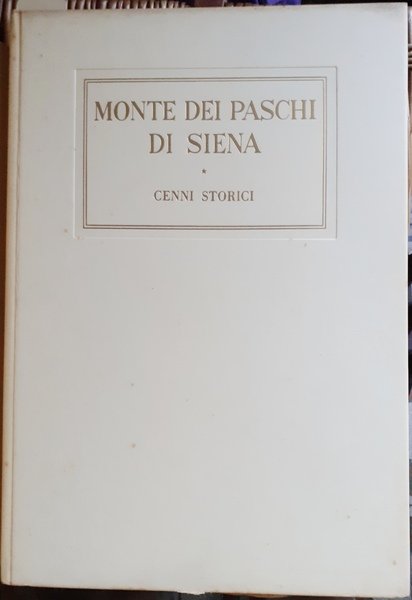 MONTE DEI PASCHI
DI SIENA
*
CENNI STORICI